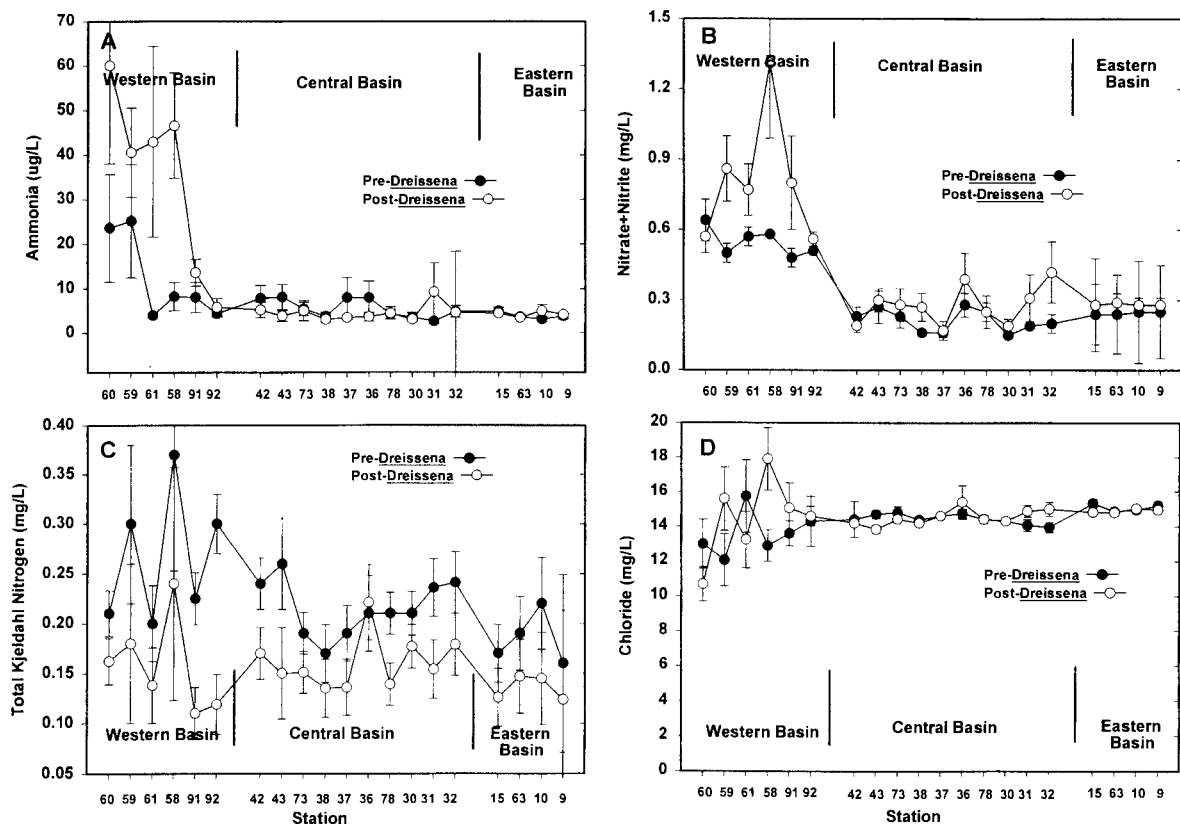 A
Western Basin
Central Basin
Eastern
Basin
Pre-Dreissena
Post-Dreissena
Ammonia (ug/L)
70
60
50
40
30
20
10
0
60 59 61 58 91 92 42 43 73 38 37 36 78 30 31 32 15 63 10 9
B
Western Basin
Central Basin
Eastern
Basin
Pre-Dreissena
Post-Dreissena
Nitrate+Nitrite (mg/L)
1.5
1.2
0.9
0.6
0.3
0.0
60 59 61 58 91 92 42 43 73 38 37 36 78 30 31 32 15 63 10 9
C
Pre-Dreissena
Post-Dreissena
Western Basin
Central Basin
Eastern
Basin
Total Kjeldahl Nitrogen (mg/L)
0.40
0.35
0.30
0.25
0.20
0.15
0.10
0.05
60 59 61 58 91 92 42 43 73 38 37 36 78 30 31 32 15 63 10 9
Station
D
Pre-Dreissena
Post-Dreissena
Western Basin
Central Basin
Eastern
Basin
Chloride (mg/L)
20
18
16
14
12
10
8
6
4
2
0
60 59 61 58 91 92 42 43 73 38 37 36 78 30 31 32 15 63 10 9
Station